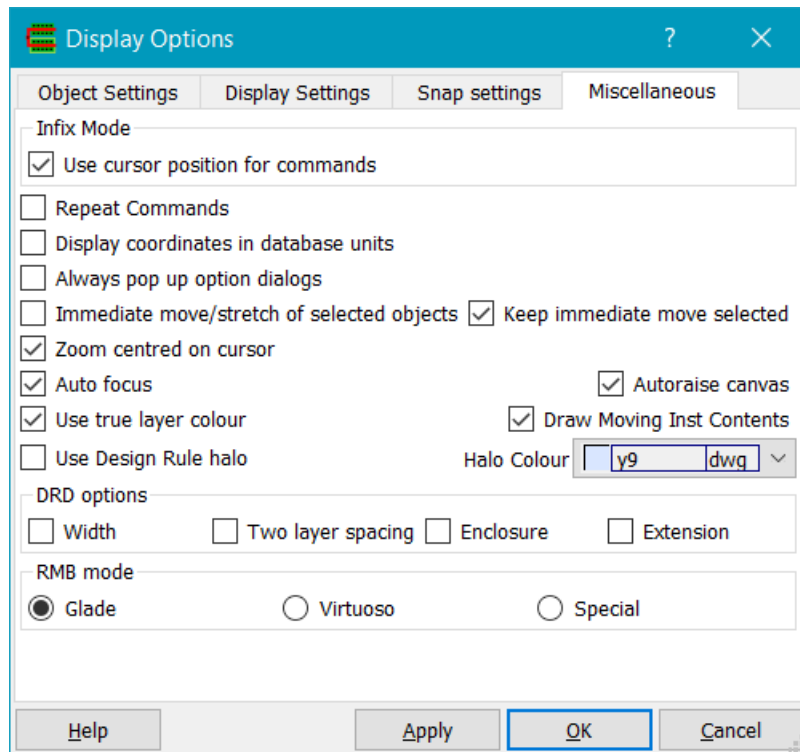 Display Options ?
Object Settings Display Settings Snap settings Miscellaneous
Infix Mode
Use cursor position for commands
Repeat Commands
Display coordinates in database units
Always pop up option dialogs
Immediate move/stretch of selected objects Keep immediate move selected
Zoom centred on cursor
Auto focus Autoraise canvas
Use true layer colour Draw Moving Inst Contents
Use Design Rule halo Halo Colour y9 dwg
DRD options
Width Two layer spacing Enclosure Extension
RMB mode
Glade Virtuoso Special
Help Apply OK Cancel